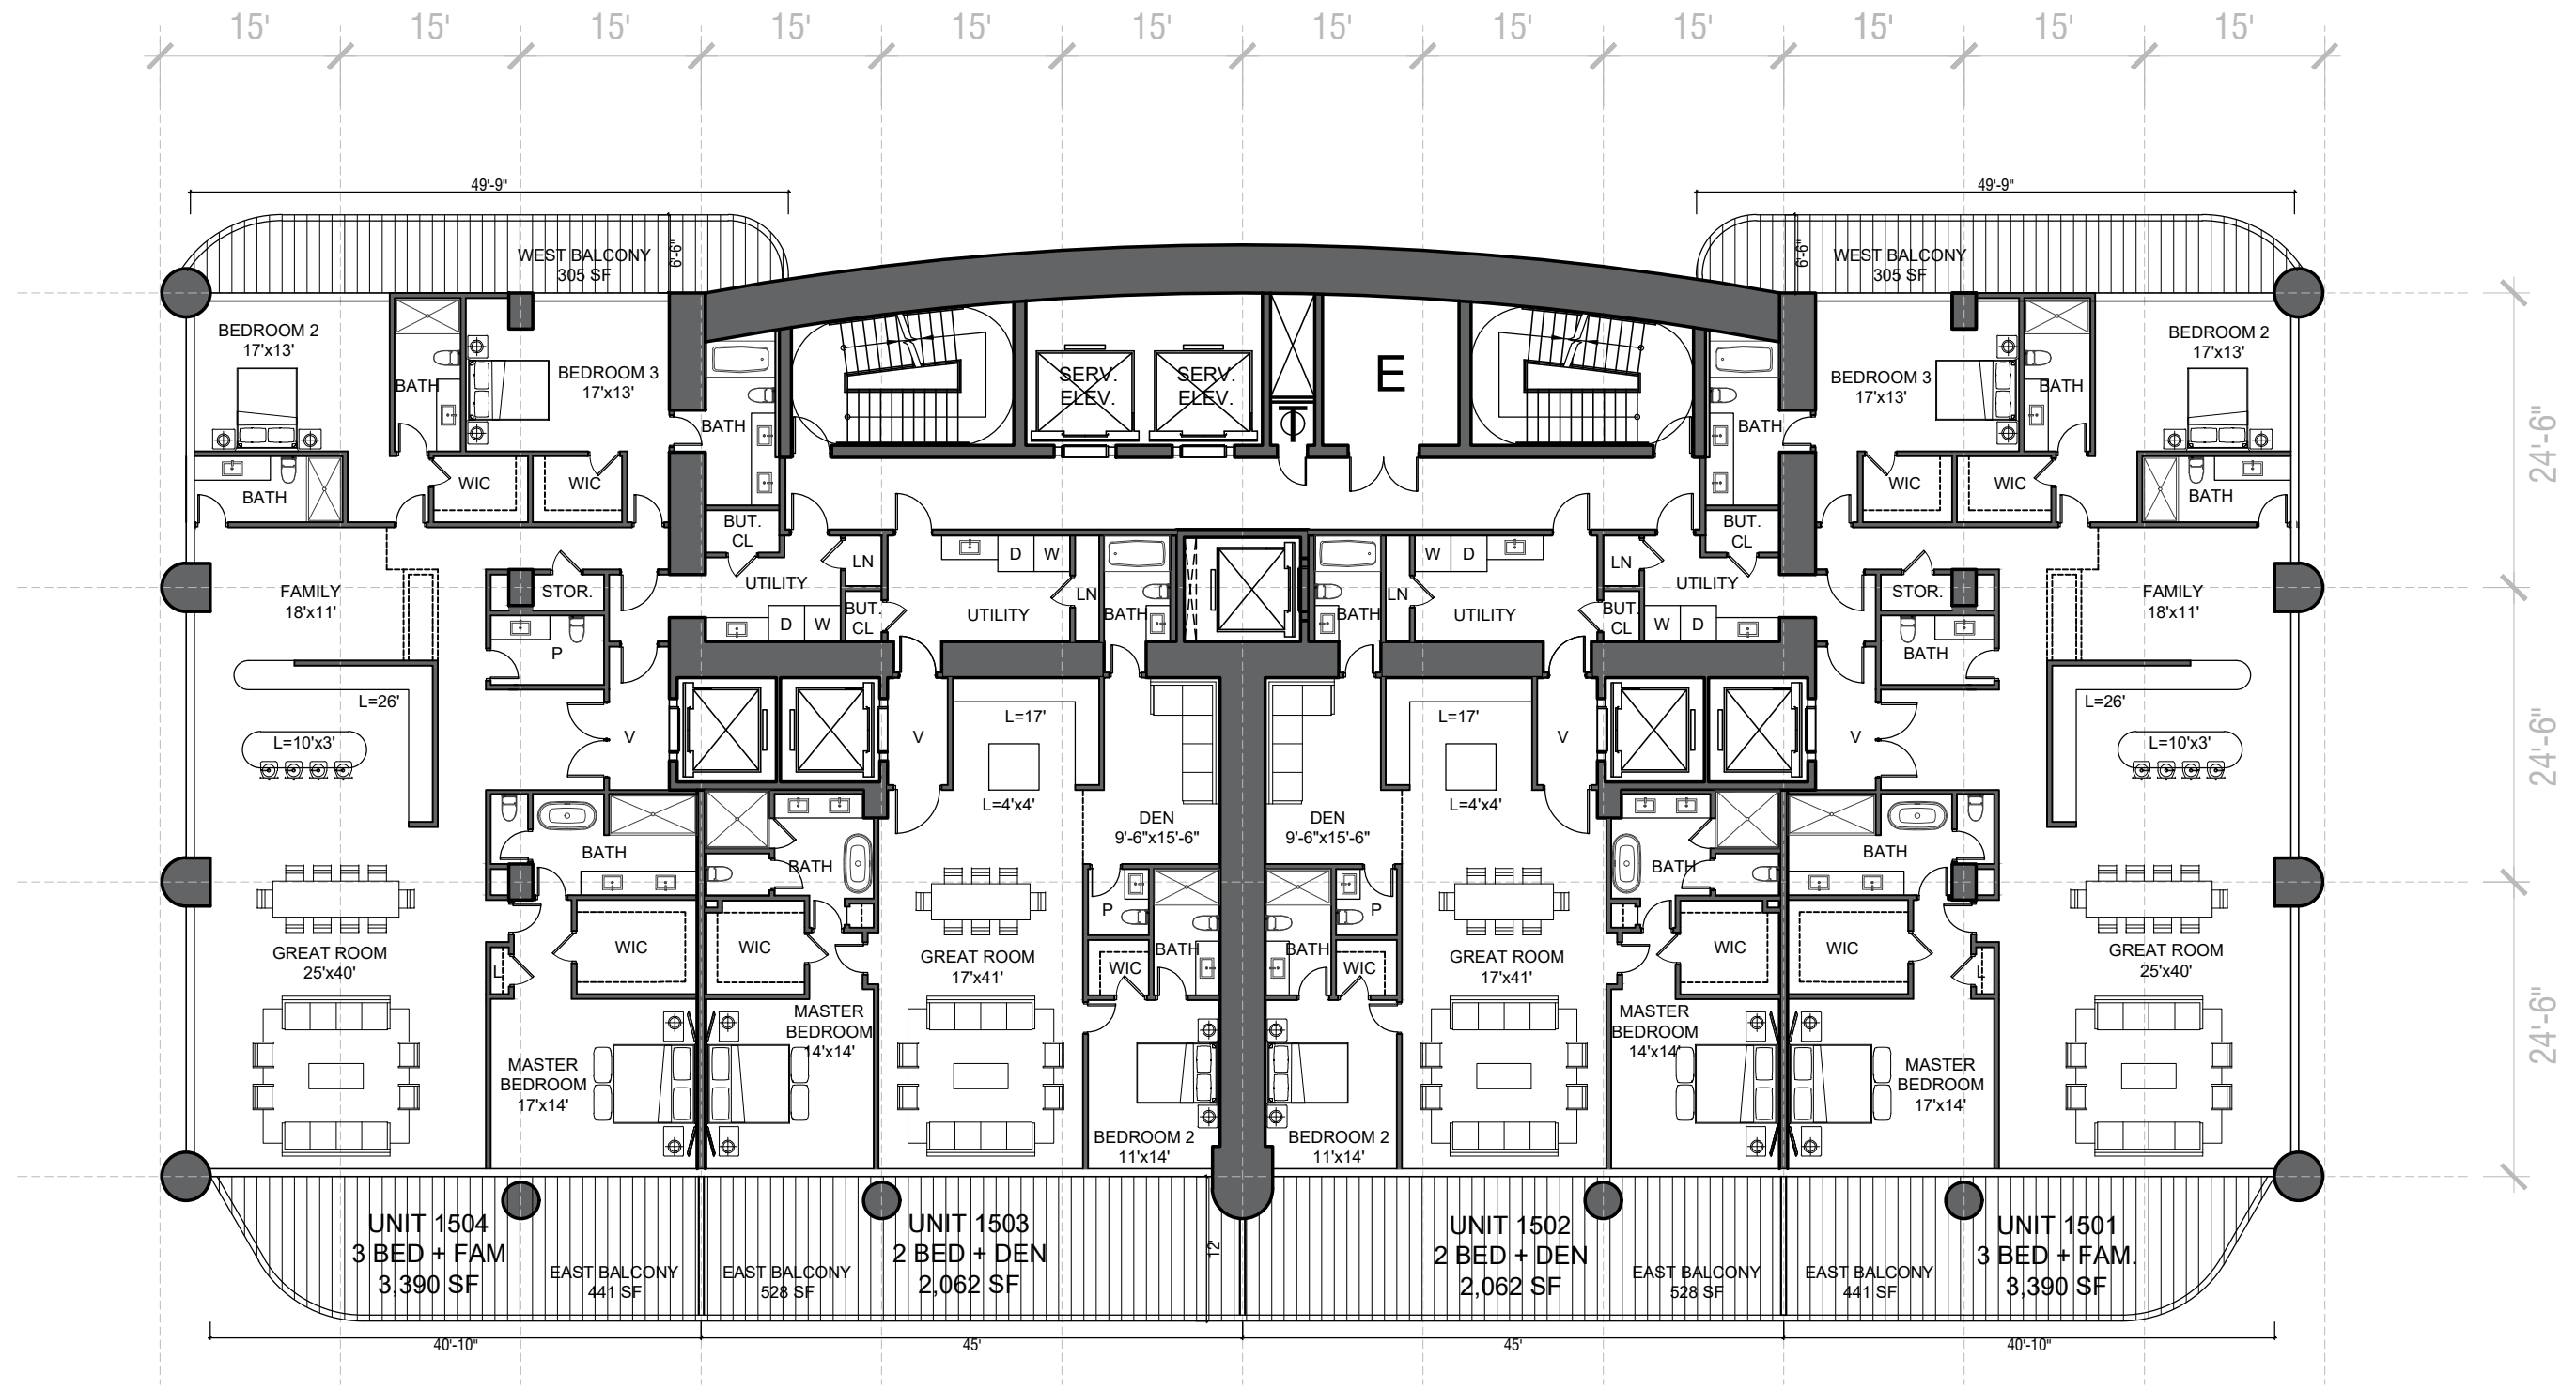 15' 15' 15' 15' 15' 15' 15' 15' 15' 15' 15' 15'
49'-9" 49'-9"
WEST BALCONY
305 SF
6'-6"
6'-6"
WEST BALCONY
305 SF
BEDROOM 2
17'x13'
BATH
BEDROOM 3
17'x13'
BATH
SERV.
ELEV.
SERV.
ELEV.
T
E
BATH
BEDROOM 3
17'x13'
BATH
BEDROOM 2
17'x13'
24'-6"
BATH
WIC
WIC
BUT.
CL
BUT.
CL
WIC
WIC
BATH
FAMILY
18'x11'
STOR.
UTILITY
LN
D W
UTILITY
LN
BATH
BATH
LN
W D
UTILITY
LN
UTILITY
STOR.
FAMILY
18'x11'
P
D W
BUT.
CL
BUT.
CL
W D
BATH
L=26'
L=10'x3'
V
V
L=17'
L=4'x4'
L=17'
L=4'x4'
V
V
L=26'
L=10'x3'
24'-6"
DEN
9'-6"x15'-6"
DEN
9'-6"x15'-6"
BATH
BATH
BATH
BATH
P
P
GREAT ROOM
25'x40'
L
WIC
WIC
GREAT ROOM
17'x41'
WIC
BATH
BATH
WIC
GREAT ROOM
17'x41'
WIC
WIC
L
GREAT ROOM
25'x40'
24'-6"
MASTER
BEDROOM
17'x14'
MASTER
BEDROOM
14'x14'
BEDROOM 2
11'x14'
BEDROOM 2
11'x14'
MASTER
BEDROOM
14'x14'
MASTER
BEDROOM
17'x14'
UNIT 1504
3 BED + FAM
3,390 SF
EAST BALCONY
441 SF
EAST BALCONY
528 SF
UNIT 1503
2 BED + DEN
2,062 SF
12'
UNIT 1502
2 BED + DEN
2,062 SF
EAST BALCONY
528 SF
EAST BALCONY
441 SF
UNIT 1501
3 BED + FAM.
3,390 SF
40'-10" 45' 45' 40'-10"